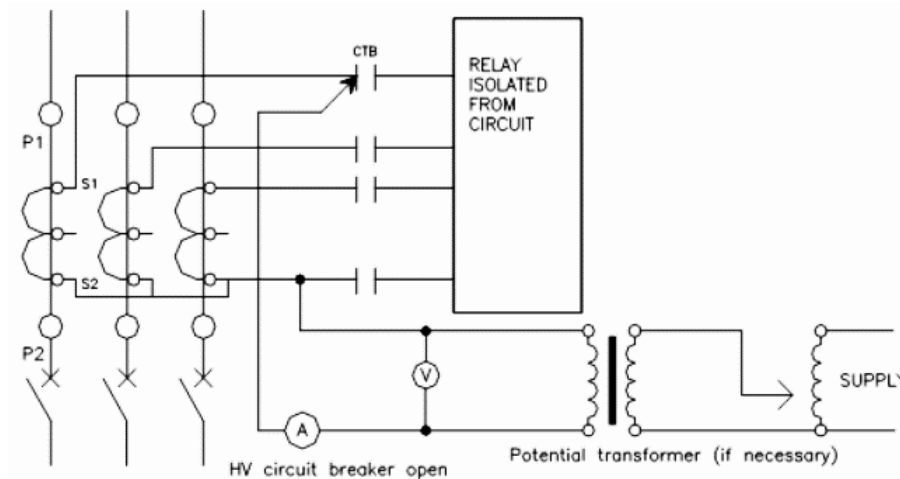 CTB
RELAY
ISOLATED
FROM
CIRCUIT
P1
S1
S2
P2
V
SUPPLY
A
HV circuit breaker open
Potential transformer (if necessary)